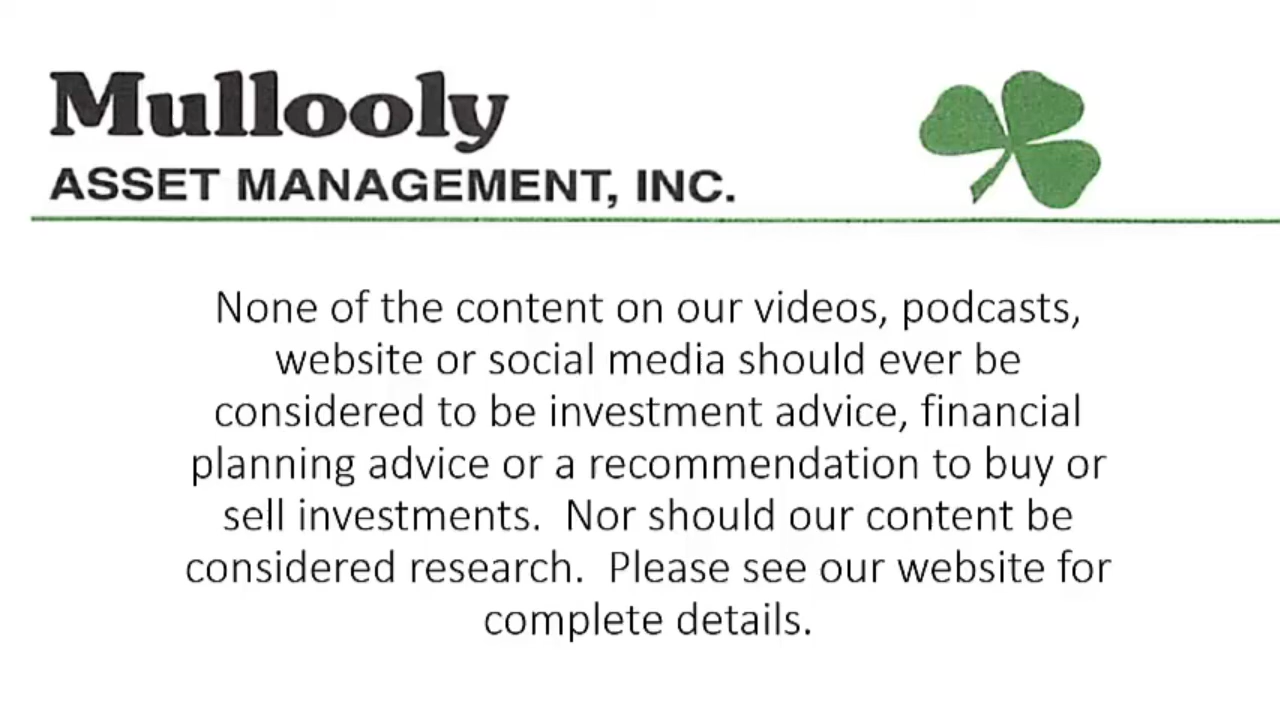 Mullooly
ASSET MANAGEMENT, INC.
None of the content on our videos, podcasts,
website or social media should ever be
considered to be investment advice, financial
planning advice or a recommendation to buy or
sell investments.  Nor should our content be
considered research.  Please see our website for
complete details.